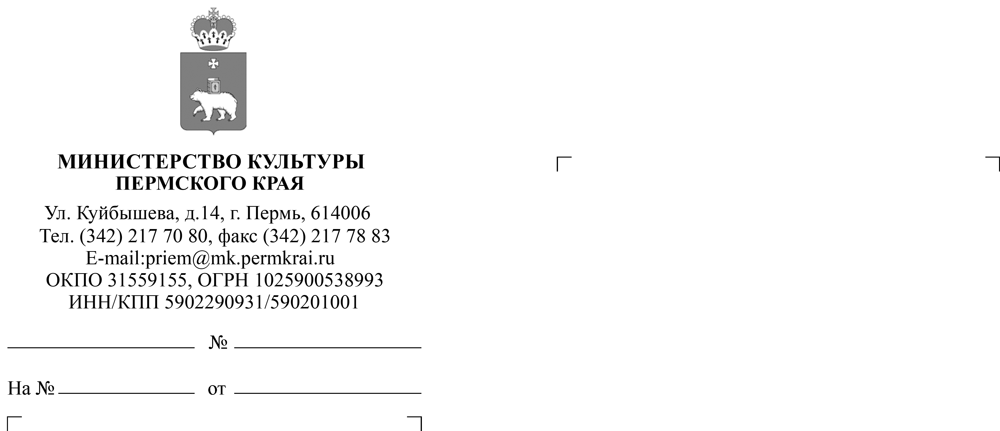 МИНИСТЕРСТВО КУЛЬТУРЫ
ПЕРМСКОГО КРАЯ
Ул. Куйбышева, д.14, г. Пермь, 614006
Тел. (342) 217 70 80, факс (342) 217 78 83
E-mail:priem@mk.permkrai.ru
ОКПО 31559155, ОГРН 1025900538993
ИНН/КПП 5902290931/590201001
№
На № от